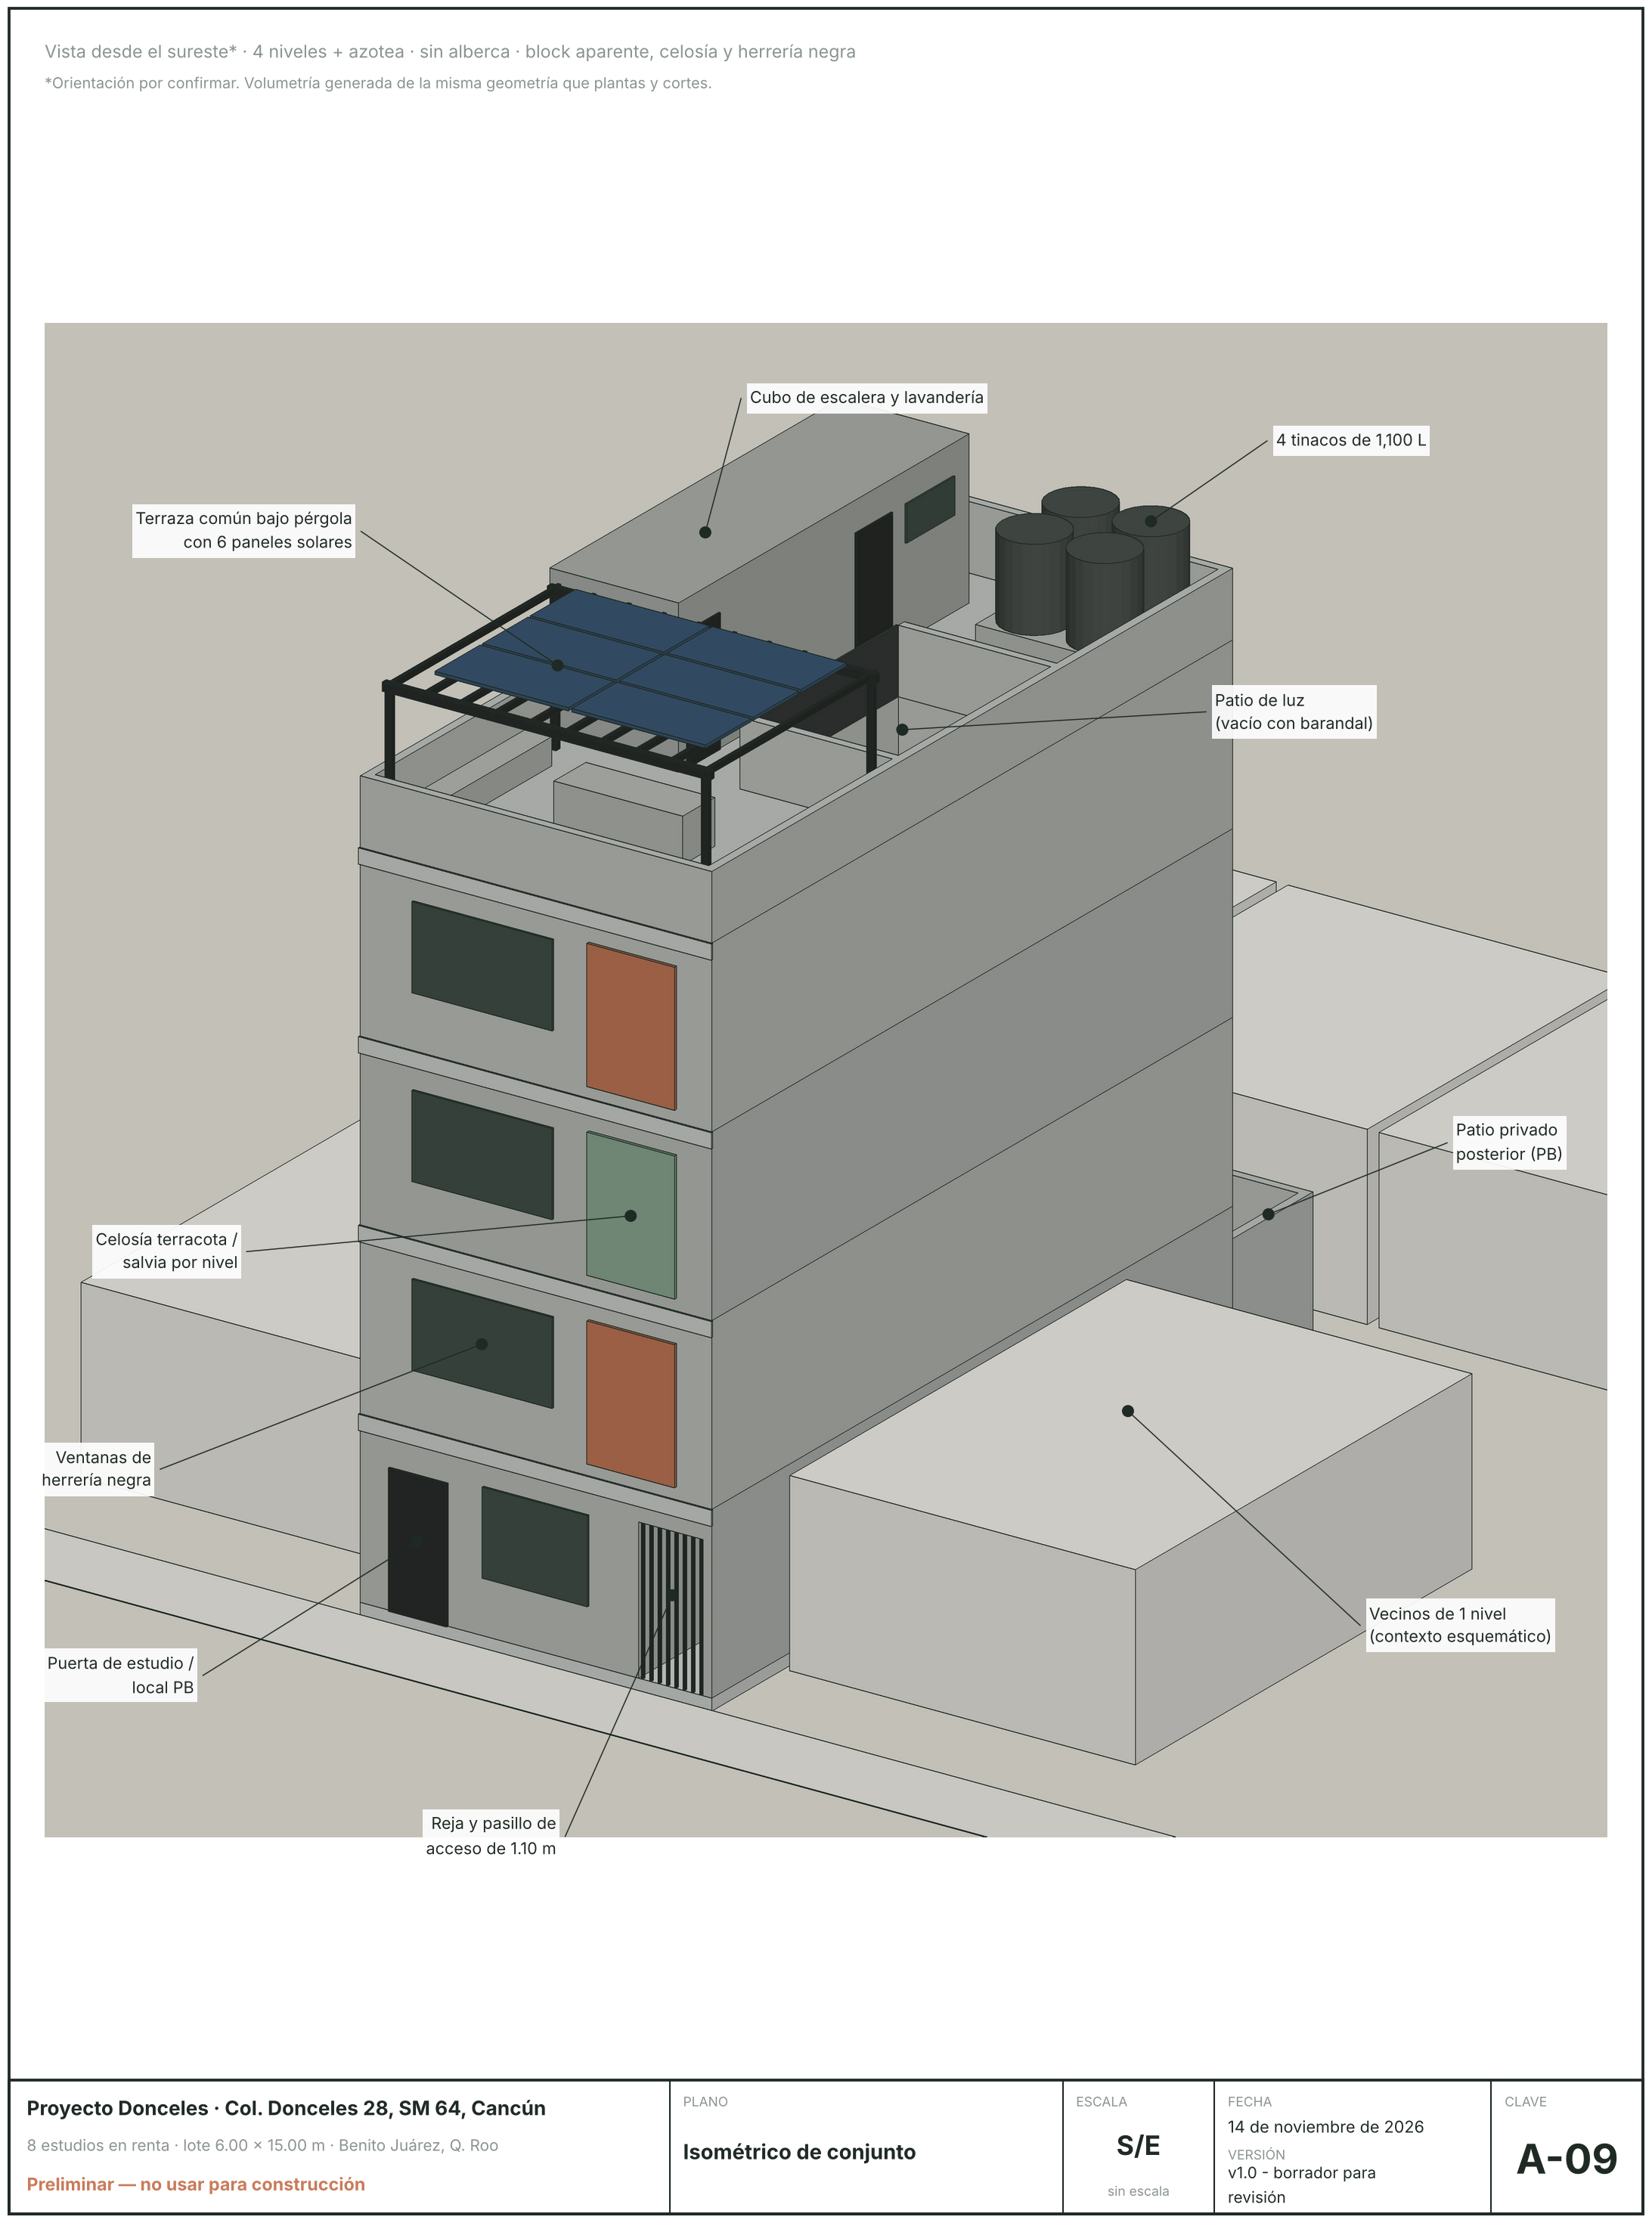 Vista desde el sureste* · 4 niveles + azotea · sin alberca · block aparente, celosía y herrería negra
*Orientación por confirmar. Volumetría generada de la misma geometría que plantas y cortes.
Cubo de escalera y lavandería
4 tinacos de 1,100 L
Terraza común bajo pérgola
con 6 paneles solares
Patio de luz
(vacío con barandal)
Patio privado
posterior (PB)
Celosía terracota /
salvia por nivel
Ventanas de
herrería negra
Vecinos de 1 nivel
(contexto esquemático)
Puerta de estudio /
local PB
Reja y pasillo de
acceso de 1.10 m
Proyecto Donceles · Col. Donceles 28, SM 64, Cancún
8 estudios en renta · lote 6.00 × 15.00 m · Benito Juárez, Q. Roo
Preliminar — no usar para construcción
PLANO
Isométrico de conjunto
ESCALA
S/E
sin escala
FECHA
14 de noviembre de 2026
VERSIÓN
v1.0 - borrador para
revisión
CLAVE
A-09